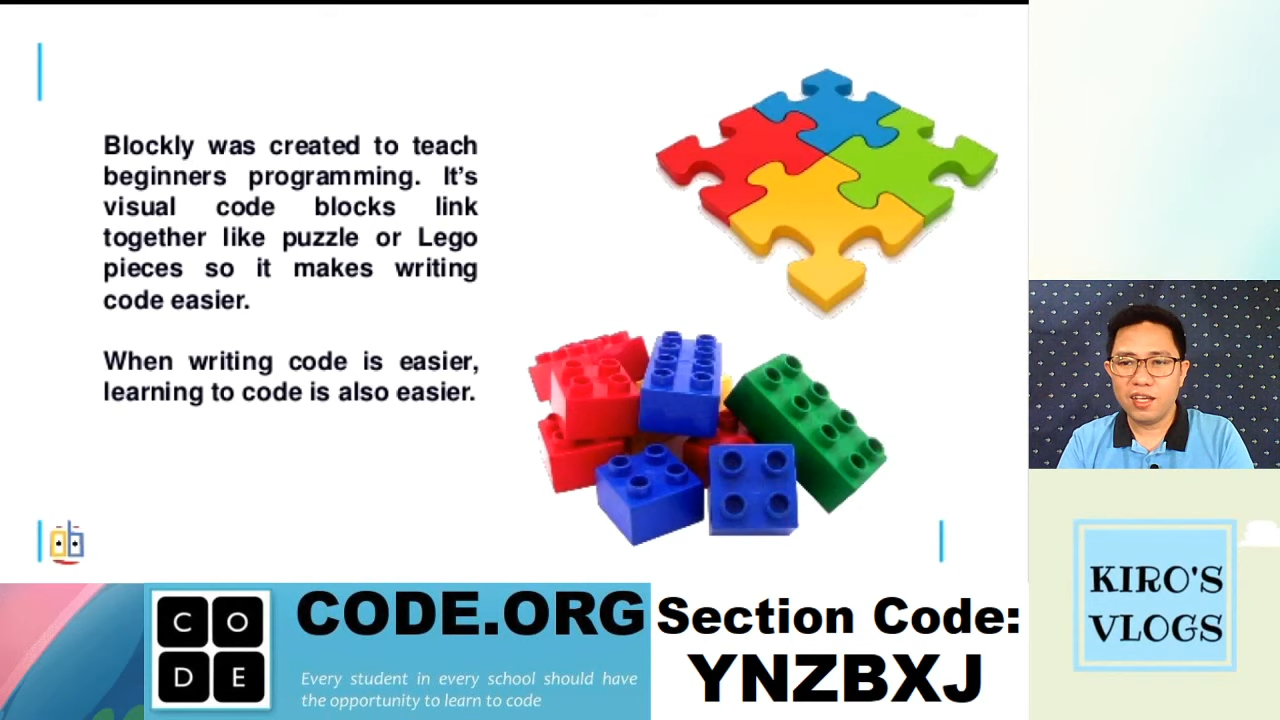 Blockly was created to teach
beginners programming. It's
visual code blocks link
together like puzzle or Lego
pieces so it makes writing
code easier.
When writing code is easier,
learning to code is also easier.
C O
D E
CODE.ORG
Every student in every school should have
the opportunity to learn to code
Section Code:
YNZBXJ
KIRO'S
VLOGS